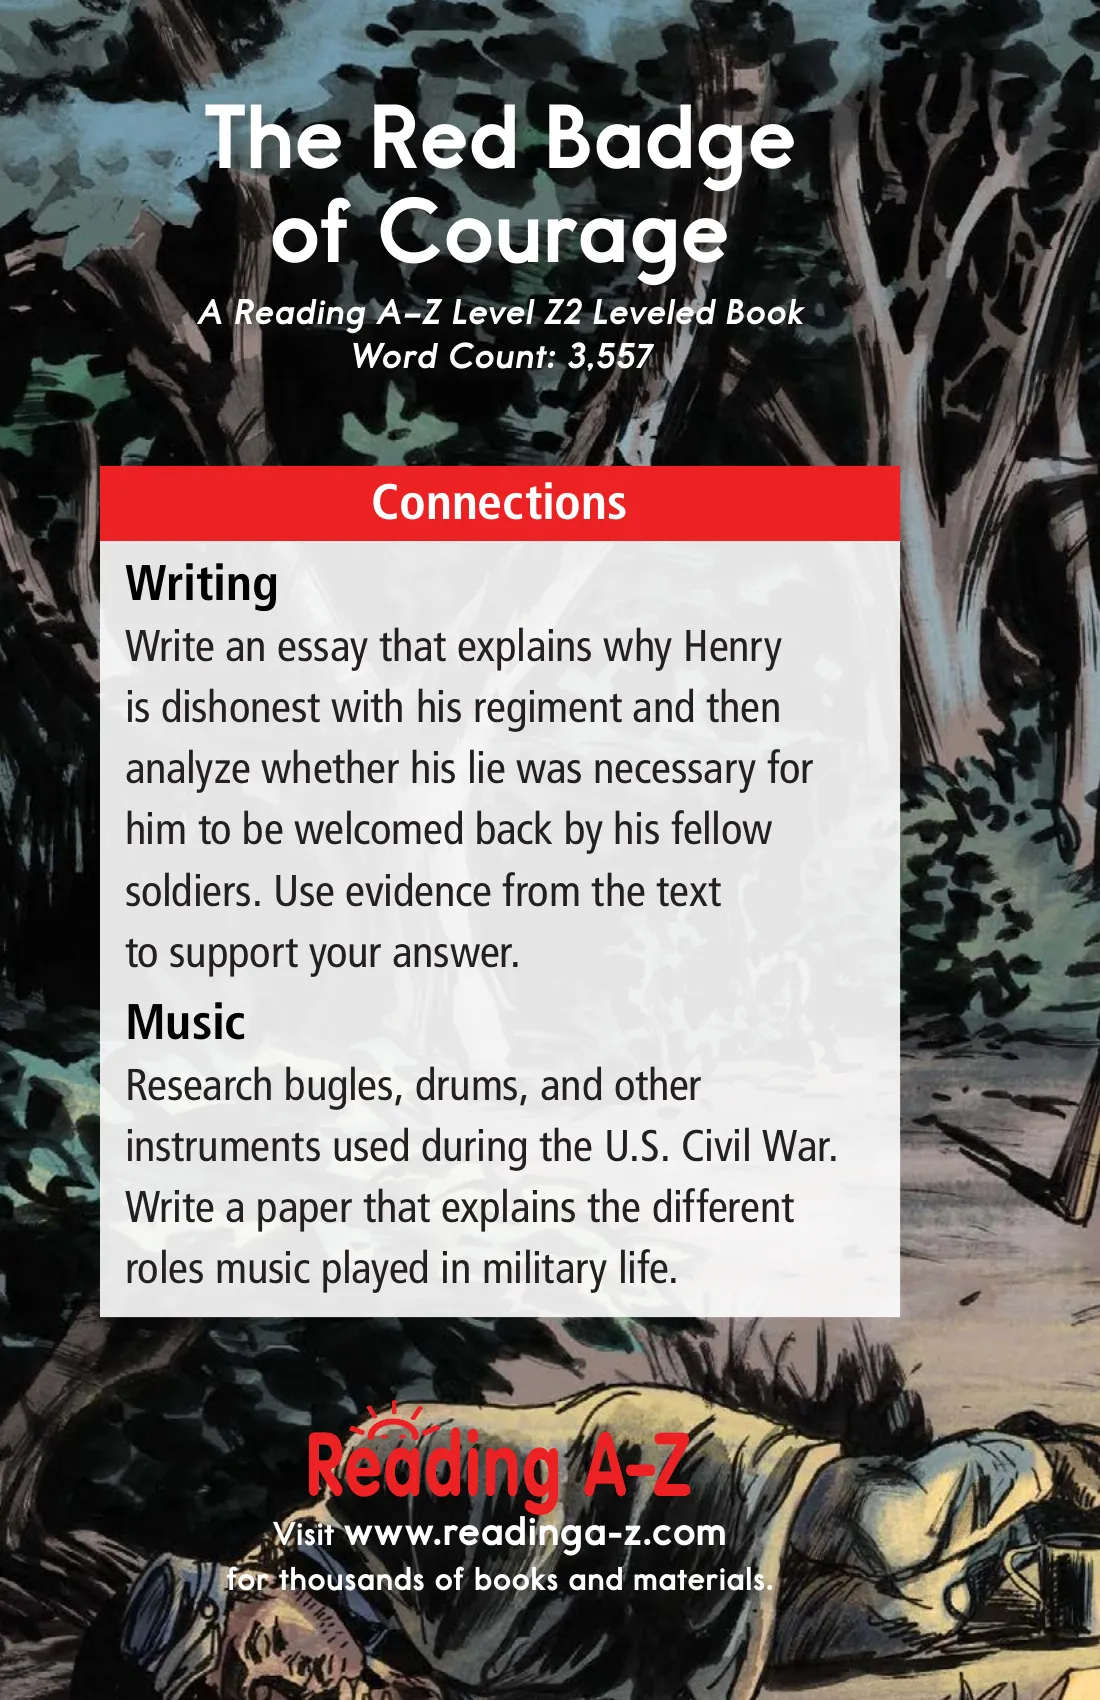 The Red Badge
of Courage
A Reading A–Z Level Z2 Leveled Book
Word Count: 3,557
Connections
Writing
Write an essay that explains why Henry
is dishonest with his regiment and then
analyze whether his lie was necessary for
him to be welcomed back by his fellow
soldiers. Use evidence from the text
to support your answer.
Music
Research bugles, drums, and other
instruments used during the U.S. Civil War.
Write a paper that explains the different
roles music played in military life.
Reading A-Z
Visit www.readinga-z.com
for thousands of books and materials.